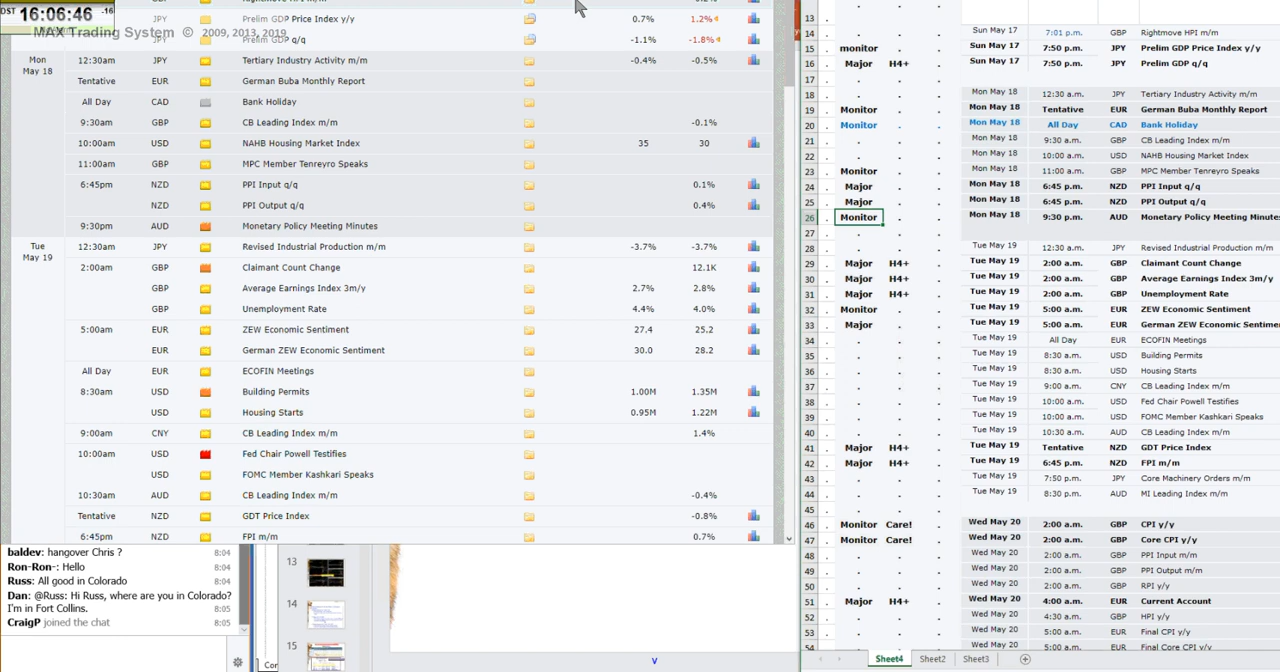 DST 16:06:46 -16
MAX Trading System © 2009, 2013, 2019
JPY Prelim GDP Price Index y/y 0.7% 1.2%
JPY Prelim GDP q/q -1.1% -1.8%
Mon May 18 12:30am JPY Tertiary Industry Activity m/m -0.4% -0.5%
Tentative EUR German Buba Monthly Report
All Day CAD Bank Holiday
9:30am GBP CB Leading Index m/m -0.1%
10:00am USD NAHB Housing Market Index 35 30
11:00am GBP MPC Member Tenreyro Speaks
6:45pm NZD PPI Input q/q 0.1%
NZD PPI Output q/q 0.4%
9:30pm AUD Monetary Policy Meeting Minutes
Tue May 19 12:30am JPY Revised Industrial Production m/m -3.7% -3.7%
2:00am GBP Claimant Count Change 12.1K
GBP Average Earnings Index 3m/y 2.7% 2.8%
GBP Unemployment Rate 4.4% 4.0%
5:00am EUR ZEW Economic Sentiment 27.4 25.2
EUR German ZEW Economic Sentiment 30.0 28.2
All Day EUR ECOFIN Meetings
8:30am USD Building Permits 1.00M 1.35M
USD Housing Starts 0.95M 1.22M
9:00am CNY CB Leading Index m/m 1.4%
10:00am USD Fed Chair Powell Testifies
USD FOMC Member Kashkari Speaks
10:30am AUD CB Leading Index m/m -0.4%
Tentative NZD GDT Price Index -0.8%
6:45pm NZD FPI m/m 0.7%
baldev: hangover Chris ? 8:04
Ron-Ron-: Hello 8:04
Russ: All good in Colorado 8:04
Dan: @Russ: Hi Russ, where are you in Colorado?
I'm in Fort Collins. 8:05
CraigP joined the chat 8:05
Cor
13
14
15
v
13
14 Sun May 17 7:01 p.m. GBP Rightmove HPI m/m
15 monitor Sun May 17 7:50 p.m. JPY Prelim GDP Price Index y/y
16 Major H4+ Sun May 17 7:50 p.m. JPY Prelim GDP q/q
17
18 Mon May 18 12:30 a.m. JPY Tertiary Industry Activity m/m
19 Monitor Mon May 18 Tentative EUR German Buba Monthly Report
20 Monitor Mon May 18 All Day CAD Bank Holiday
21 Mon May 18 9:30 a.m. GBP CB Leading Index m/m
22 Mon May 18 10:00 a.m. USD NAHB Housing Market Index
23 Monitor Mon May 18 11:00 a.m. GBP MPC Member Tenreyro Speaks
24 Major Mon May 18 6:45 p.m. NZD PPI Input q/q
25 Major Mon May 18 6:45 p.m. NZD PPI Output q/q
26 Monitor Mon May 18 9:30 p.m. AUD Monetary Policy Meeting Minutes
27
28 Tue May 19 12:30 a.m. JPY Revised Industrial Production m/m
29 Major H4+ Tue May 19 2:00 a.m. GBP Claimant Count Change
30 Major H4+ Tue May 19 2:00 a.m. GBP Average Earnings Index 3m/y
31 Major H4+ Tue May 19 2:00 a.m. GBP Unemployment Rate
32 Monitor Tue May 19 5:00 a.m. EUR ZEW Economic Sentiment
33 Major Tue May 19 5:00 a.m. EUR German ZEW Economic Sentime
34 Tue May 19 All Day EUR ECOFIN Meetings
35 Tue May 19 8:30 a.m. USD Building Permits
36 Tue May 19 8:30 a.m. USD Housing Starts
37 Tue May 19 9:00 a.m. CNY CB Leading Index m/m
38 Tue May 19 10:00 a.m. USD Fed Chair Powell Testifies
39 Tue May 19 10:00 a.m. USD FOMC Member Kashkari Speaks
40 Tue May 19 10:30 a.m. AUD CB Leading Index m/m
41 Major H4+ Tue May 19 Tentative NZD GDT Price Index
42 Major H4+ Tue May 19 6:45 p.m. NZD FPI m/m
43 Tue May 19 7:50 p.m. JPY Core Machinery Orders m/m
44 Tue May 19 8:30 p.m. AUD MI Leading Index m/m
45
46 Monitor Care! Wed May 20 2:00 a.m. GBP CPI y/y
47 Monitor Care! Wed May 20 2:00 a.m. GBP Core CPI y/y
48 Wed May 20 2:00 a.m. GBP PPI Input m/m
49 Wed May 20 2:00 a.m. GBP PPI Output m/m
50 Wed May 20 2:00 a.m. GBP RPI y/y
51 Major H4+ Wed May 20 4:00 a.m. EUR Current Account
52 Wed May 20 4:30 a.m. GBP HPI y/y
53 Wed May 20 5:00 a.m. EUR Final CPI y/y
54 Wed May 20 5:00 a.m. EUR Final Core CPI y/y
Sheet4 Sheet2 Sheet3